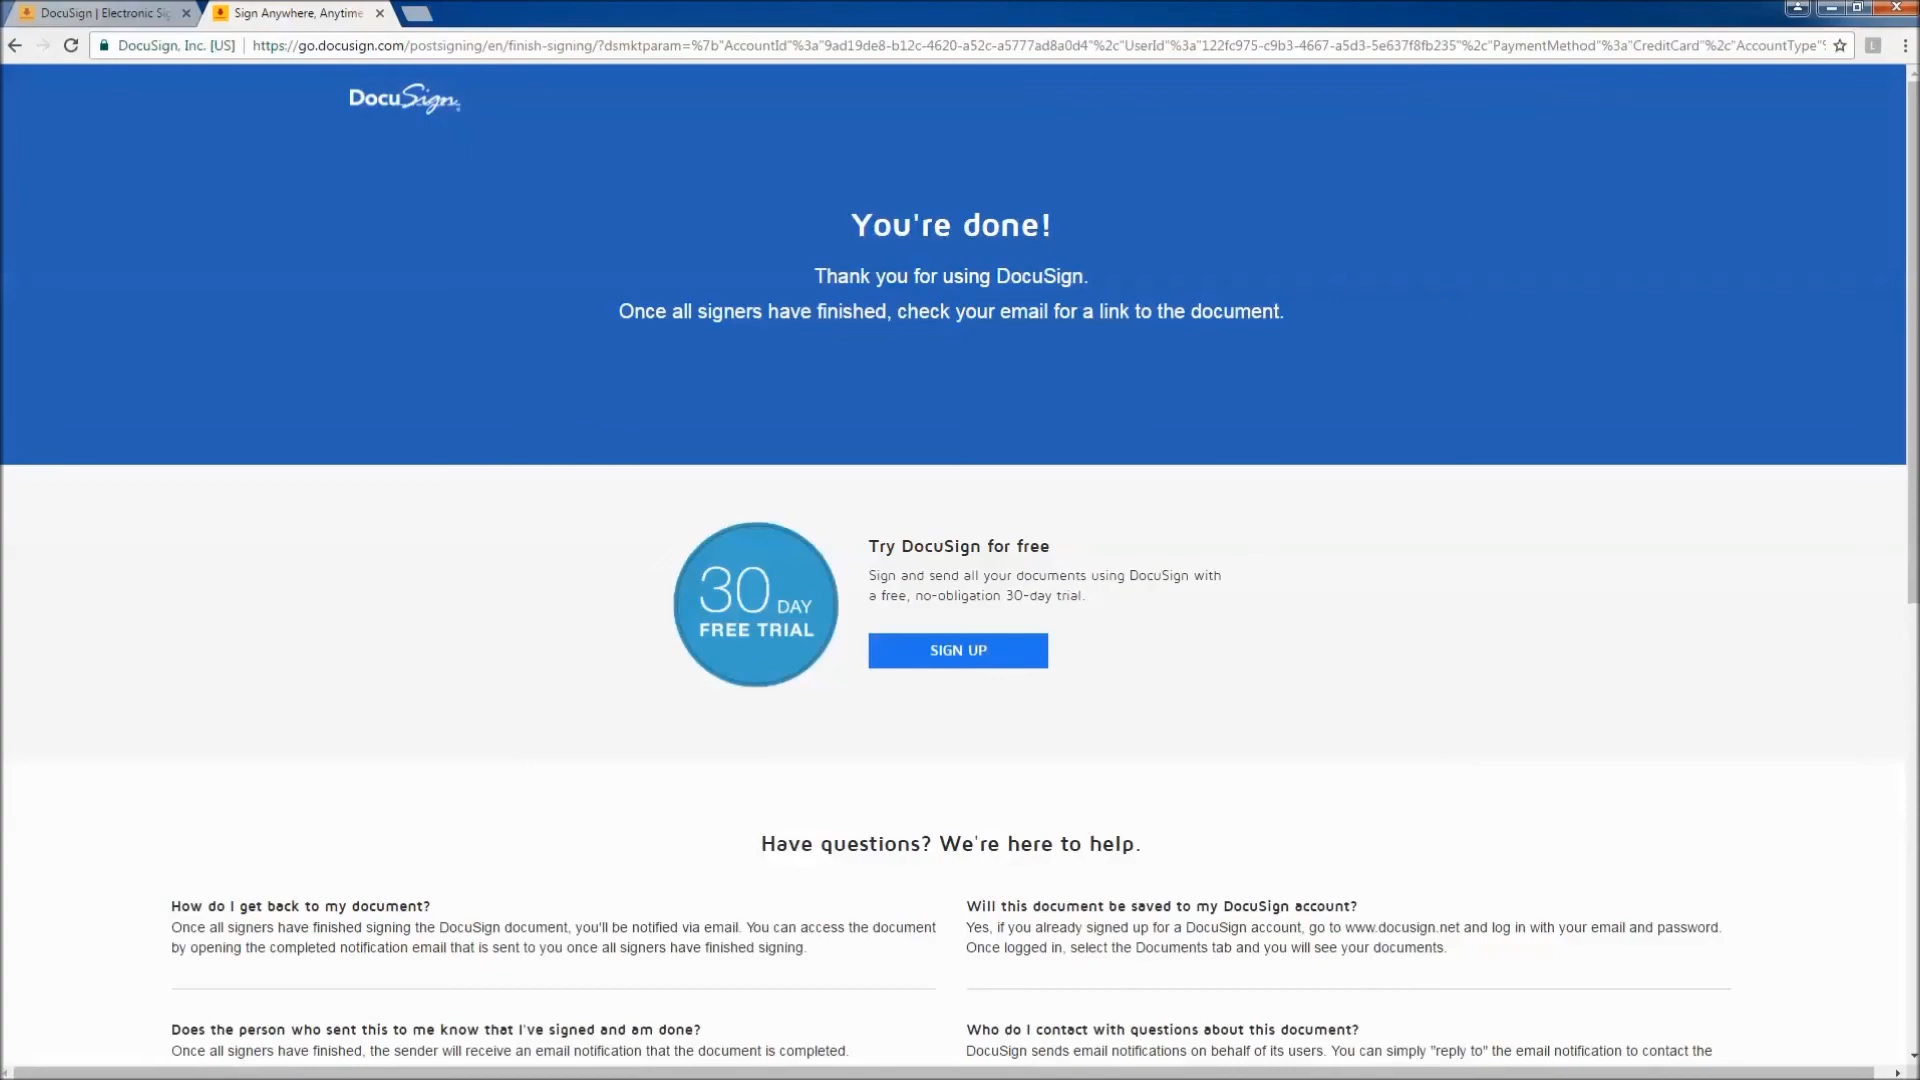 DocuSign | Electronic Sig
Sign Anywhere, Anytime
DocuSign, Inc. [US]
https://go.docusign.com/postsigning/en/finish-signing/?dsmktparam=%7b"AccountId"%3a"9ad19de8-b12c-4620-a52c-a5777ad8a0d4"%2c"UserId"%3a"122fc975-c9b3-4667-a5d3-5e637f8fb235"%2c"PaymentMethod"%3a"CreditCard"%2c"AccountType"%
L
DocuSign
You're done!
Thank you for using DocuSign.
Once all signers have finished, check your email for a link to the document.
30 DAY
FREE TRIAL
Try DocuSign for free
Sign and send all your documents using DocuSign with
a free, no-obligation 30-day trial.
SIGN UP
Have questions? We're here to help.
How do I get back to my document?
Once all signers have finished signing the DocuSign document, you'll be notified via email. You can access the document
by opening the completed notification email that is sent to you once all signers have finished signing.
Will this document be saved to my DocuSign account?
Yes, if you already signed up for a DocuSign account, go to www.docusign.net and log in with your email and password.
Once logged in, select the Documents tab and you will see your documents.
Does the person who sent this to me know that I've signed and am done?
Once all signers have finished, the sender will receive an email notification that the document is completed.
Who do I contact with questions about this document?
DocuSign sends email notifications on behalf of its users. You can simply "reply to" the email notification to contact the